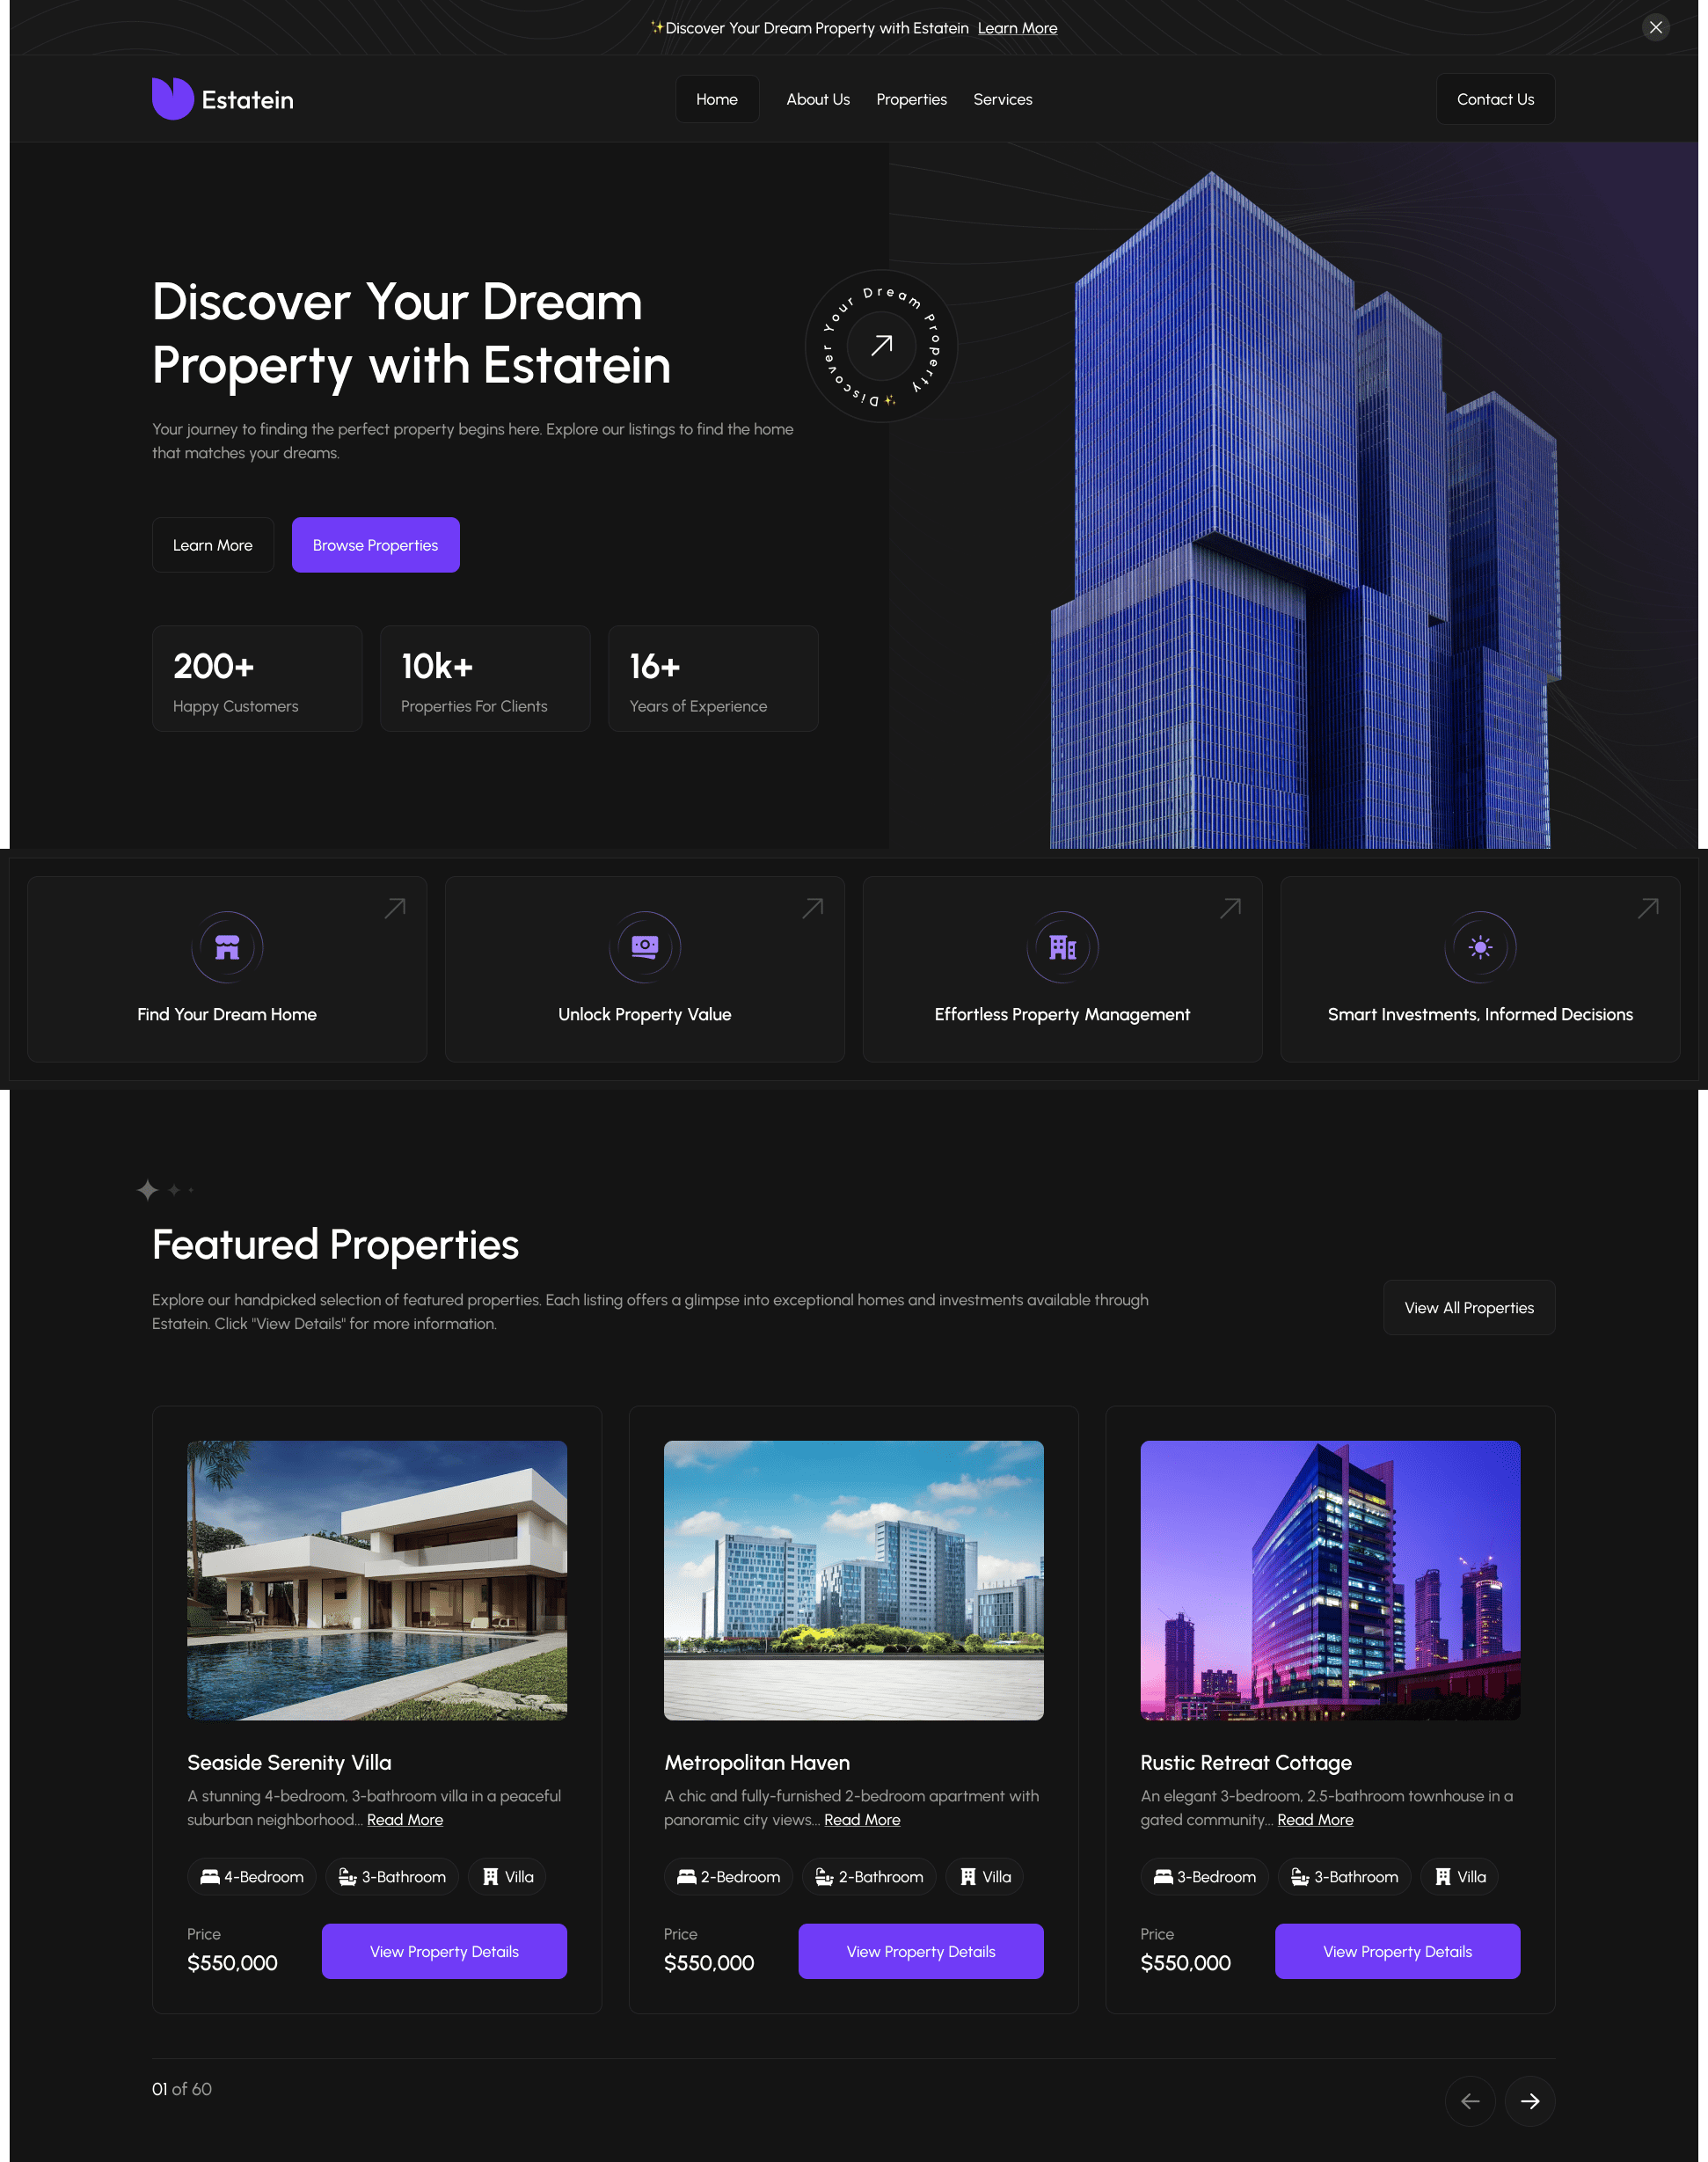 ✨Discover Your Dream Property with Estatein Learn More
Estatein
Home
About Us
Properties
Services
Contact Us
Discover Your Dream
Property with Estatein
Your journey to finding the perfect property begins here. Explore our listings to find the home
that matches your dreams.
✨Discover Your Dream Property
Learn More
Browse Properties
200+
Happy Customers
10k+
Properties For Clients
16+
Years of Experience
Find Your Dream Home
Unlock Property Value
Effortless Property Management
Smart Investments, Informed Decisions
Featured Properties
Explore our handpicked selection of featured properties. Each listing offers a glimpse into exceptional homes and investments available through
Estatein. Click "View Details" for more information.
View All Properties
Seaside Serenity Villa
A stunning 4-bedroom, 3-bathroom villa in a peaceful
suburban neighborhood... Read More
4-Bedroom
3-Bathroom
Villa
Price
$550,000
View Property Details
Metropolitan Haven
A chic and fully-furnished 2-bedroom apartment with
panoramic city views... Read More
2-Bedroom
2-Bathroom
Villa
Price
$550,000
View Property Details
Rustic Retreat Cottage
An elegant 3-bedroom, 2.5-bathroom townhouse in a
gated community... Read More
3-Bedroom
3-Bathroom
Villa
Price
$550,000
View Property Details
01 of 60